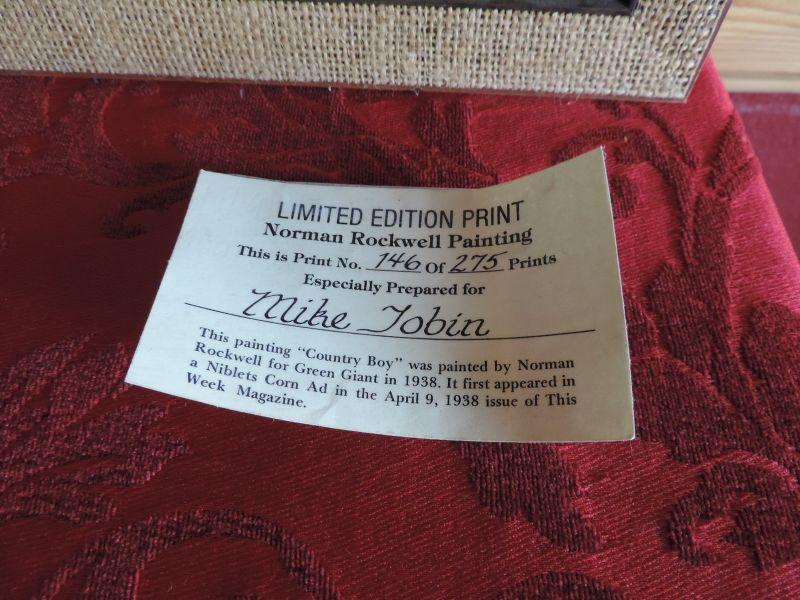 LIMITED EDITION PRINT
Norman Rockwell Painting
This is Print No. 146 Of 275 Prints
Especially Prepared for
Mike Tobin
This painting "Country Boy" was painted by Norman
Rockwell for Green Giant in 1938. It first appeared in
a Niblets Corn Ad in the April 9, 1938 issue of This
Week Magazine.